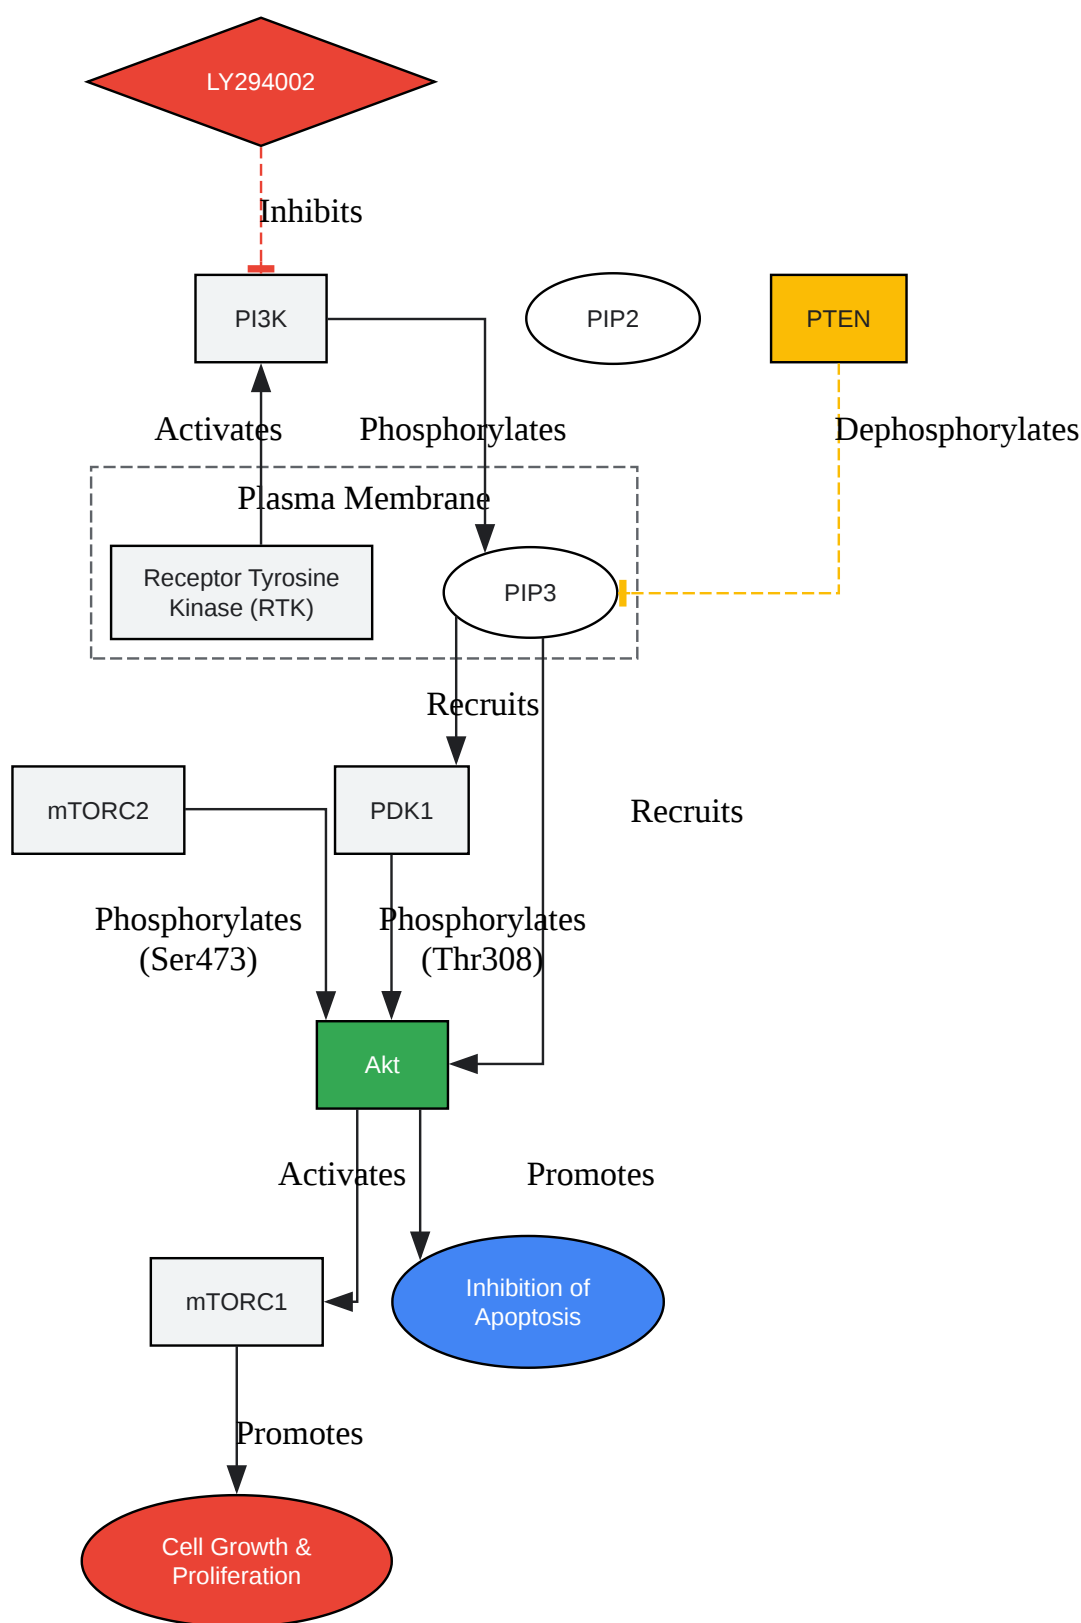 LY294002
Inhibits
PI3K
PIP2
PTEN
Activates
Phosphorylates
Dephosphorylates
Plasma Membrane
Receptor Tyrosine
Kinase (RTK)
PIP3
Recruits
mTORC2
PDK1
Recruits
Phosphorylates
(Ser473)
Phosphorylates
(Thr308)
Akt
Activates
Promotes
mTORC1
Inhibition of
Apoptosis
Promotes
Cell Growth &
Proliferation